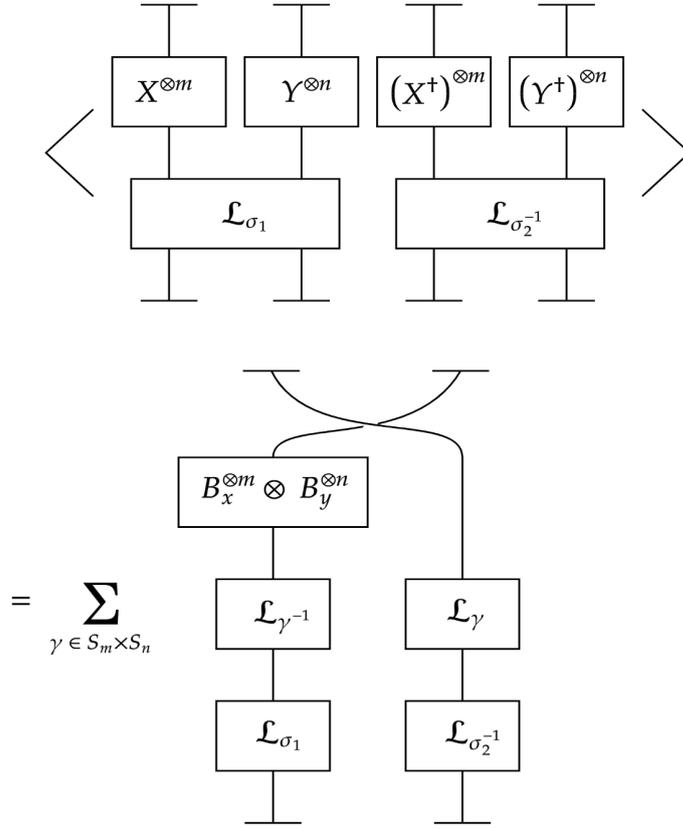 X^{⊗m} Y^{⊗n} (X^†)^{⊗m} (Y^†)^{⊗n}
𝓛_{σ_1} 𝓛_{σ_2^{-1}}
B_x^{⊗m} ⊗ B_y^{⊗n}
= ∑_{γ ∈ S_m×S_n} 𝓛_{γ^{-1}} 𝓛_γ
𝓛_{σ_1} 𝓛_{σ_2^{-1}}